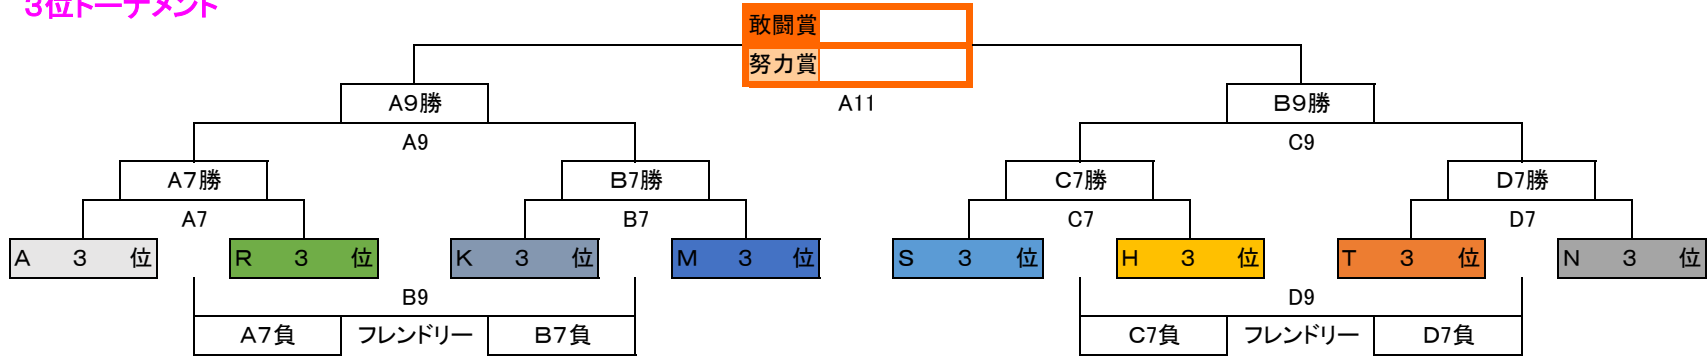 3位トーナメント
敢闘賞
努力賞
A9勝 A11 B9勝
A9 C9
A7勝 B7勝 C7勝 D7勝
A7 B7 C7 D7
A 3 位 R 3 位 K 3 位 M 3 位 S 3 位 H 3 位 T 3 位 N 3 位
B9 D9
A7負 フレンドリー B7負 C7負 フレンドリー D7負